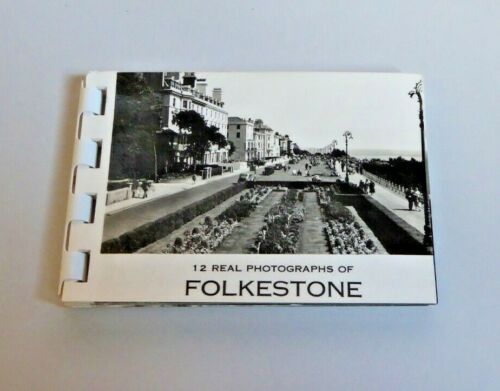 12 REAL PHOTOGRAPHS OF
FOLKESTONE